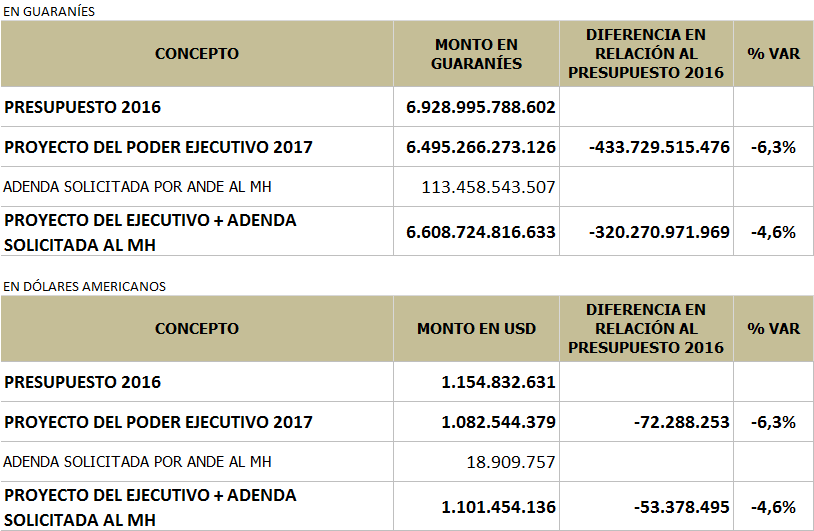 EN GUARANÍES
CONCEPTO MONTO EN GUARANÍES DIFERENCIA EN RELACIÓN AL PRESUPUESTO 2016 % VAR
PRESUPUESTO 2016 6.928.995.788.602
PROYECTO DEL PODER EJECUTIVO 2017 6.495.266.273.126 -433.729.515.476 -6,3%
ADENDA SOLICITADA POR ANDE AL MH 113.458.543.507
PROYECTO DEL EJECUTIVO + ADENDA SOLICITADA AL MH 6.608.724.816.633 -320.270.971.969 -4,6%
EN DÓLARES AMERICANOS
CONCEPTO MONTO EN USD DIFERENCIA EN RELACIÓN AL PRESUPUESTO 2016 % VAR
PRESUPUESTO 2016 1.154.832.631
PROYECTO DEL PODER EJECUTIVO 2017 1.082.544.379 -72.288.253 -6,3%
ADENDA SOLICITADA POR ANDE AL MH 18.909.757
PROYECTO DEL EJECUTIVO + ADENDA SOLICITADA AL MH 1.101.454.136 -53.378.495 -4,6%